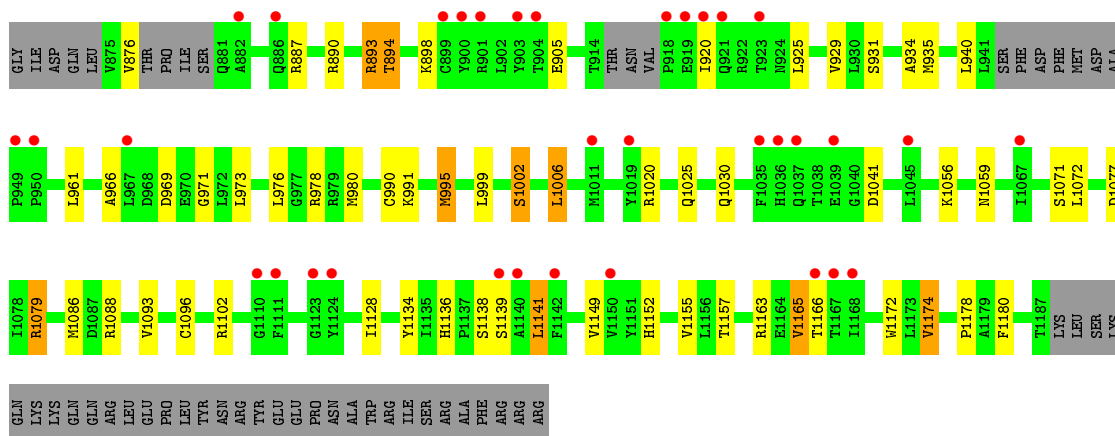 GLY ILE ASP GLN LEU V875 V876 THR PRO ILE SER Q881 A882 Q886 R887 R890 R893 T894 K898 C899 Y900 R901 L902 Y903 T904 E905 T914 THR ASN VAL P918 E919 I920 Q921 R922 T923 N924 L925 V929 L930 S931 A934 M935 L940 L941 SER PHE ASP PHE MET ASP ALA
P949 P950 L961 A966 L967 D968 D969 E970 G971 L972 L973 L976 G977 R978 R979 M980 C990 K991 M995 L999 S1002 L1006 M1011 Y1019 R1020 Q1025 Q1030 F1035 H1036 Q1037 T1038 E1039 G1040 D1041 L1045 K1056 N1059 I1067 S1071 L1072 D1077
I1078 R1079 M1086 D1087 R1088 V1093 C1096 R1102 G1110 F1111 G1123 Y1124 I1128 Y1134 I1135 H1136 P1137 S1138 S1139 A1140 L1141 F1142 V1149 V1150 Y1151 H1152 V1155 L1156 T1157 R1163 E1164 V1165 T1166 T1167 I1168 W1172 L1173 V1174 P1178 A1179 F1180 T1187 LYS LEU SER LYS
GLN LYS LYS GLN GLN ARG LEU GLU PRO LEU TYR ASN ARG TYR GLU GLU PRO ASN ALA TRP ARG ILE SER ARG ALA PHE ARG ARG ARG